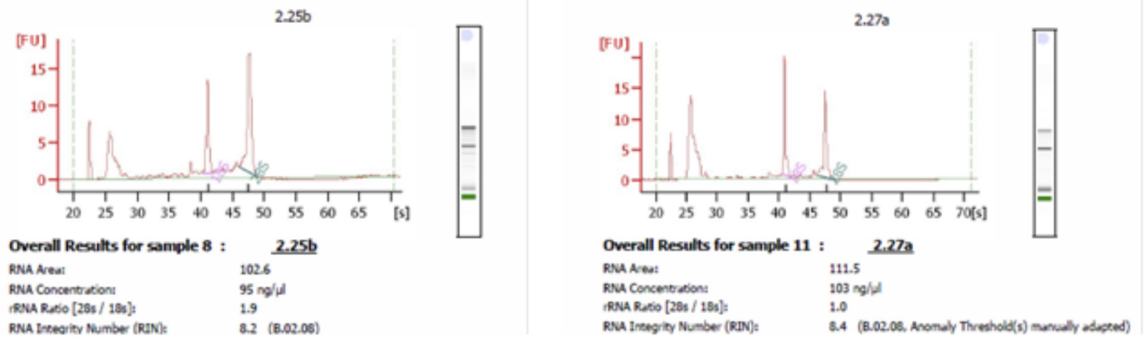 2.25b
[FU]
15
10
5
0
20 25 30 35 40 45 50 55 60 65 [s]
18S
28S
Overall Results for sample 8 : 2.25b
RNA Area: 102.6
RNA Concentration: 95 ng/µl
rRNA Ratio [28s / 18s]: 1.9
RNA Integrity Number (RIN): 8.2 (B.02.08)
2.27a
[FU]
15
10
5
0
20 25 30 35 40 45 50 55 60 65 70[s]
18S
28S
Overall Results for sample 11 : 2.27a
RNA Area: 111.5
RNA Concentration: 103 ng/µl
rRNA Ratio [28s / 18s]: 1.0
RNA Integrity Number (RIN): 8.4 (B.02.08, Anomaly Threshold(s) manually adapted)